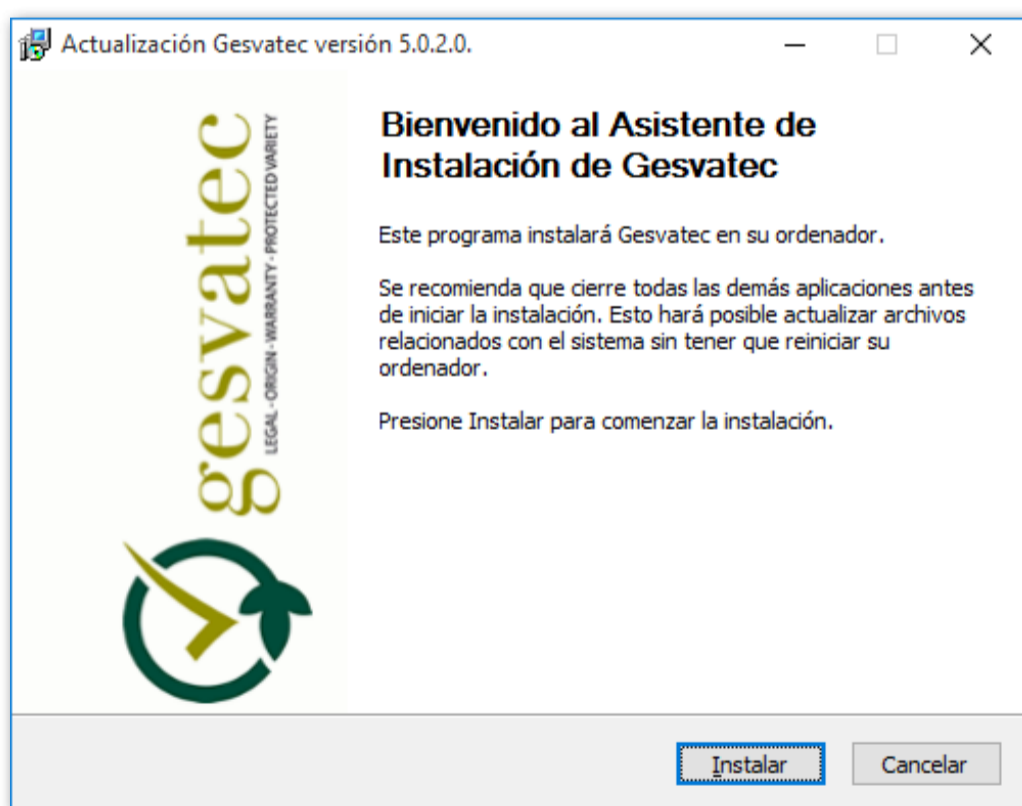 Actualización Gesvatec versión 5.0.2.0.
gesvatec
LEGAL - ORIGIN - WARRANTY - PROTECTED VARIETY
Bienvenido al Asistente de
Instalación de Gesvatec
Este programa instalará Gesvatec en su ordenador.
Se recomienda que cierre todas las demás aplicaciones antes
de iniciar la instalación. Esto hará posible actualizar archivos
relacionados con el sistema sin tener que reiniciar su
ordenador.
Presione Instalar para comenzar la instalación.
Instalar
Cancelar